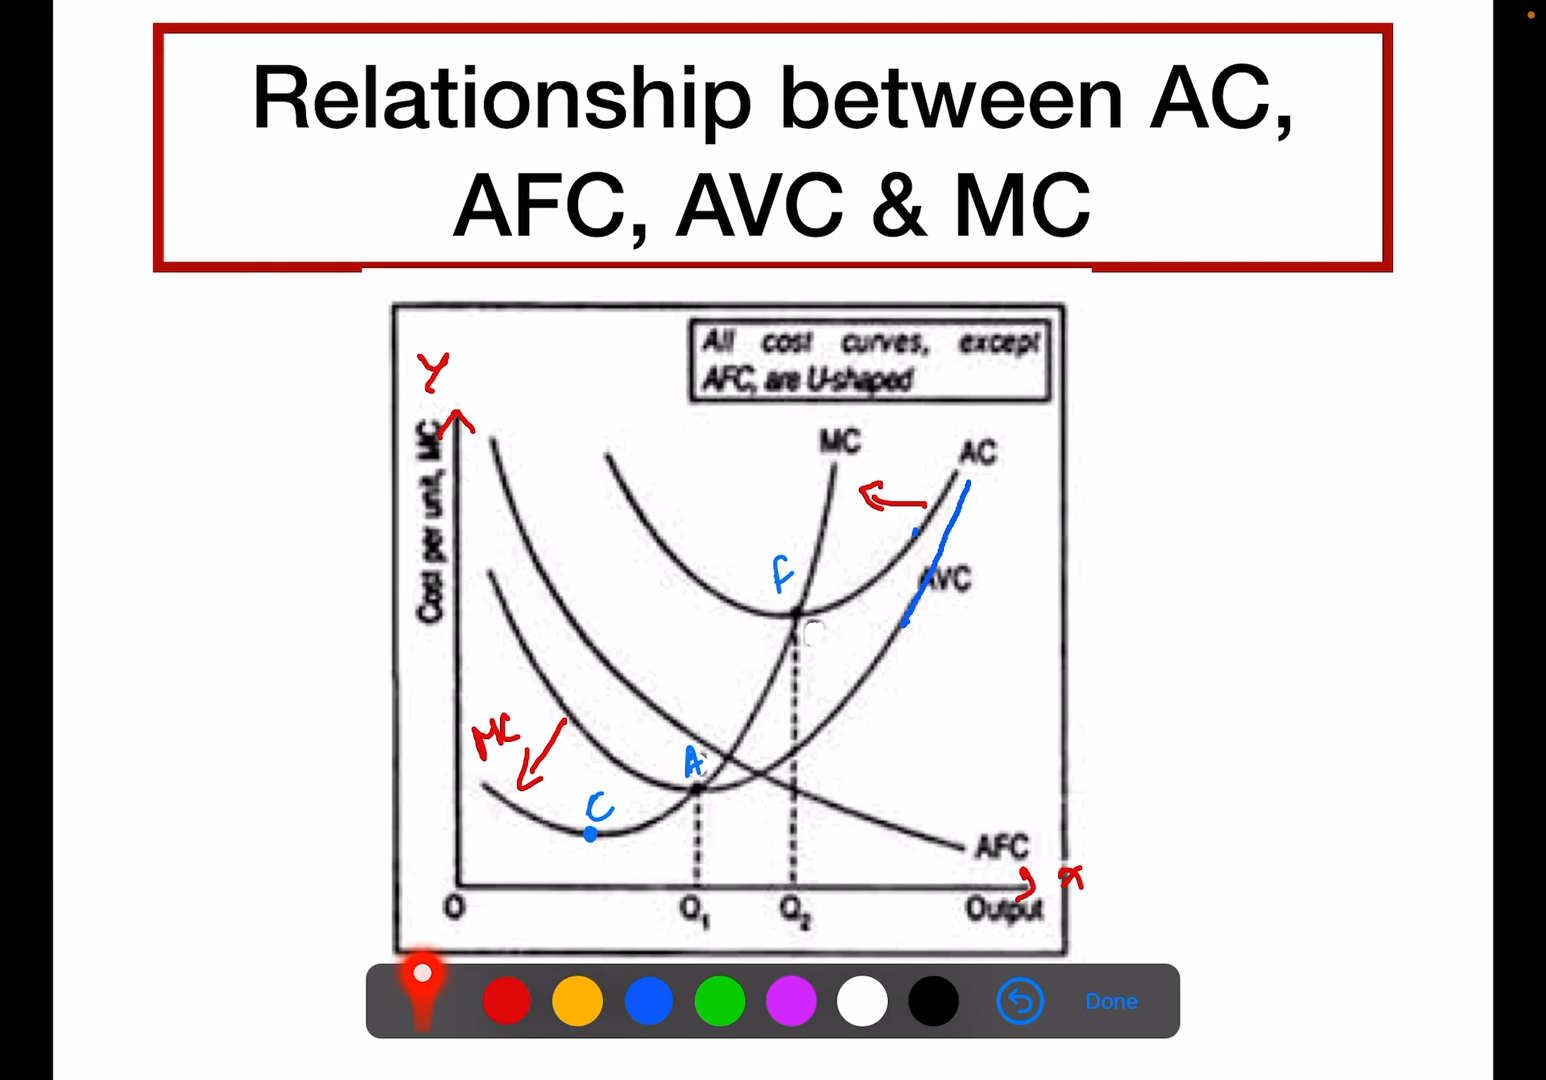 Relationship between AC,
AFC, AVC & MC
All cost curves, except
AFC, are U-shaped
Y
Cost per unit, MC
MC
AC
F
AVC
MC
A
C
AFC
x
O
Q₁
Q₂
Output
Done